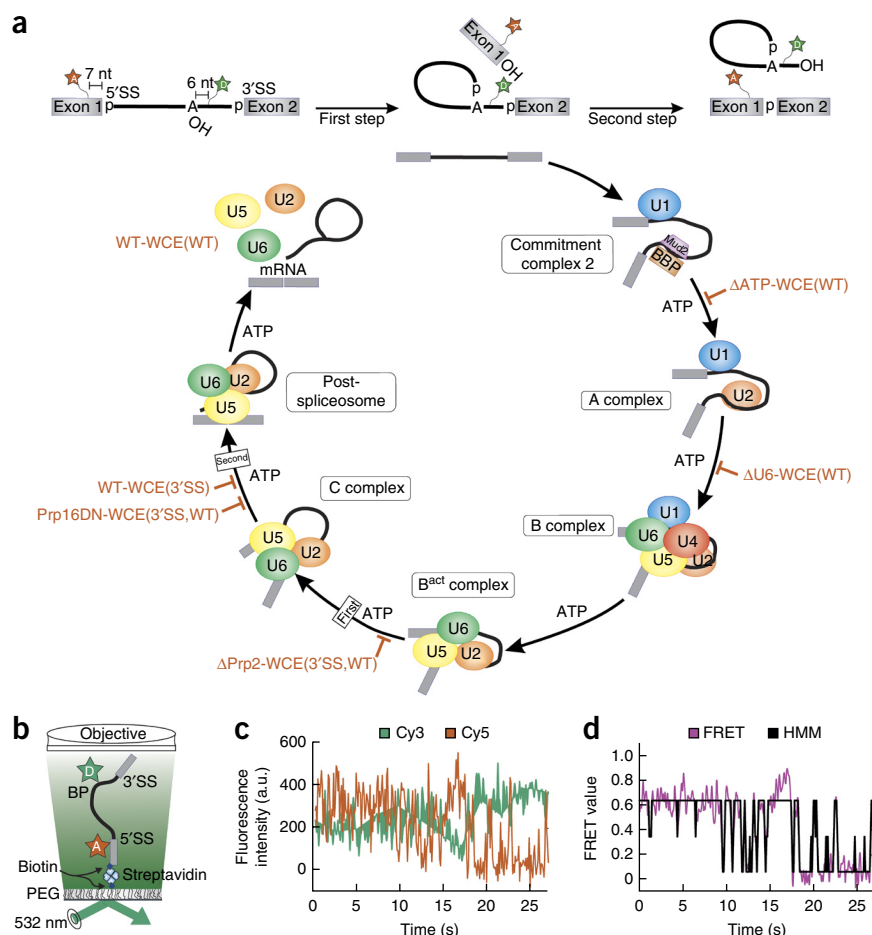 a
A
7 nt
5′SS
6 nt
D
3′SS
Exon 1
p
A
OH
p
Exon 2
First step
A
Exon 1
OH
p
D
A
p
Exon 2
Second step
p
D
A
OH
A
Exon 1
p
Exon 2
U1
Commitment
complex 2
Mud2
BBP
ATP
ΔATP-WCE(WT)
U1
A complex
U2
ATP
ΔU6-WCE(WT)
B complex
U1
U6
U4
U5
U2
ATP
Bact complex
U6
U5
U2
First
ATP
ΔPrp2-WCE(3′SS,WT)
C complex
U5
U2
U6
Second
ATP
WT-WCE(3′SS)
Prp16DN-WCE(3′SS,WT)
Post-
spliceosome
U6
U2
U5
ATP
WT-WCE(WT)
U5
U2
U6
mRNA
b
Objective
D
BP
3′SS
A
5′SS
Biotin
Streptavidin
PEG
532 nm
c
Cy3
Cy5
Fluorescence
intensity (a.u.)
600
400
200
0
0
5
10
15
20
25
Time (s)
d
FRET
HMM
FRET value
1.0
0.8
0.6
0.4
0.2
0
0
5
10
15
20
25
Time (s)